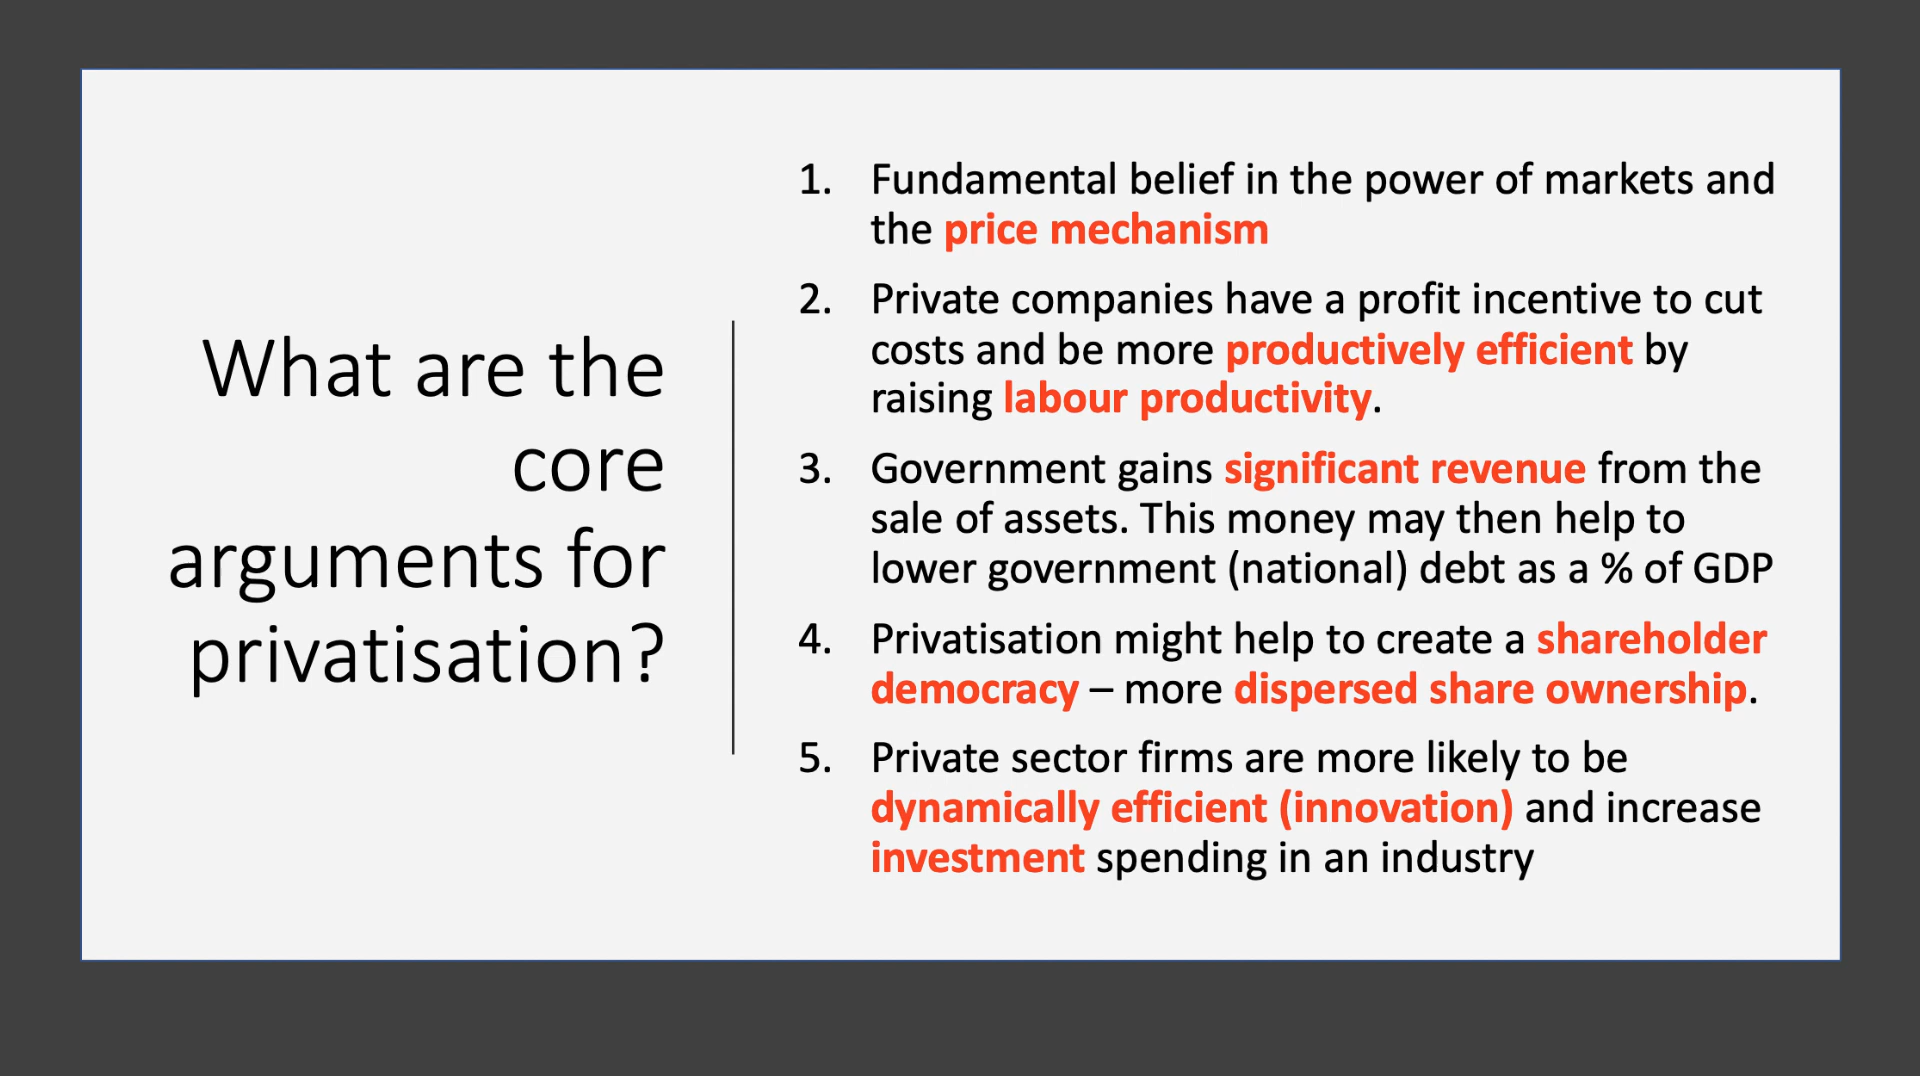 What are the
core
arguments for
privatisation?
1. Fundamental belief in the power of markets and
the price mechanism
2. Private companies have a profit incentive to cut
costs and be more productively efficient by
raising labour productivity.
3. Government gains significant revenue from the
sale of assets. This money may then help to
lower government (national) debt as a % of GDP
4. Privatisation might help to create a shareholder
democracy – more dispersed share ownership.
5. Private sector firms are more likely to be
dynamically efficient (innovation) and increase
investment spending in an industry